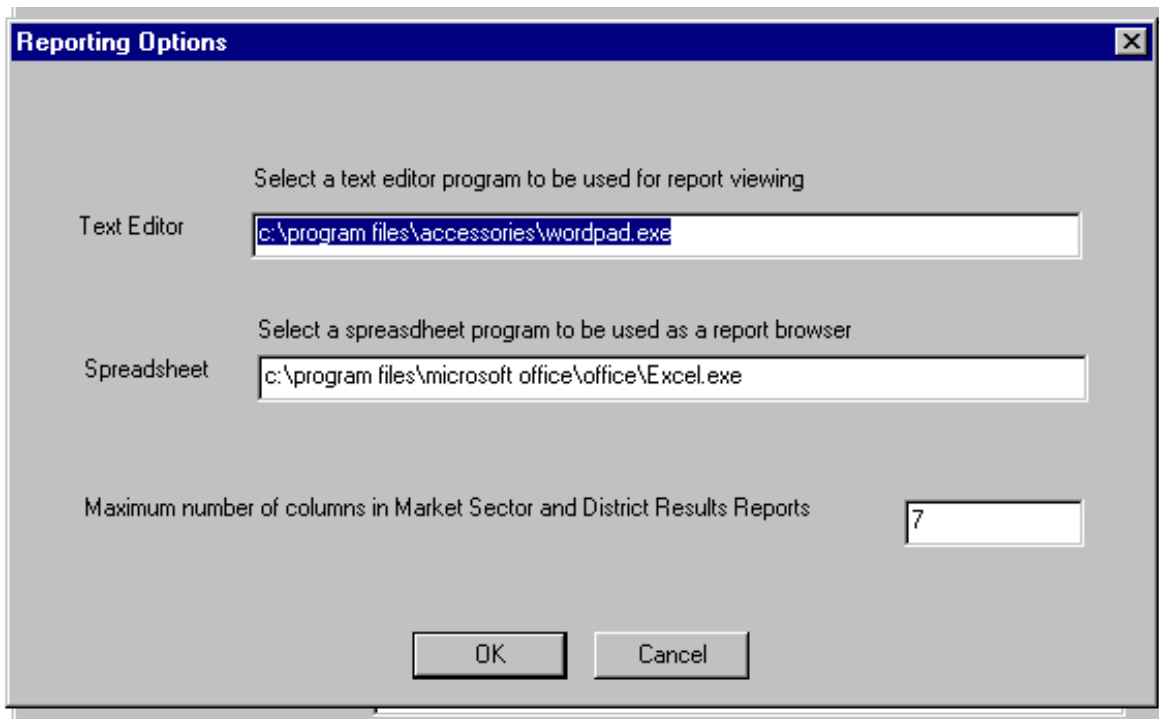 Reporting Options
Select a text editor program to be used for report viewing
Text Editor
c:\program files\accessories\wordpad.exe
Select a spreasdheet program to be used as a report browser
Spreadsheet
c:\program files\microsoft office\office\Excel.exe
Maximum number of columns in Market Sector and District Results Reports
7
OK Cancel